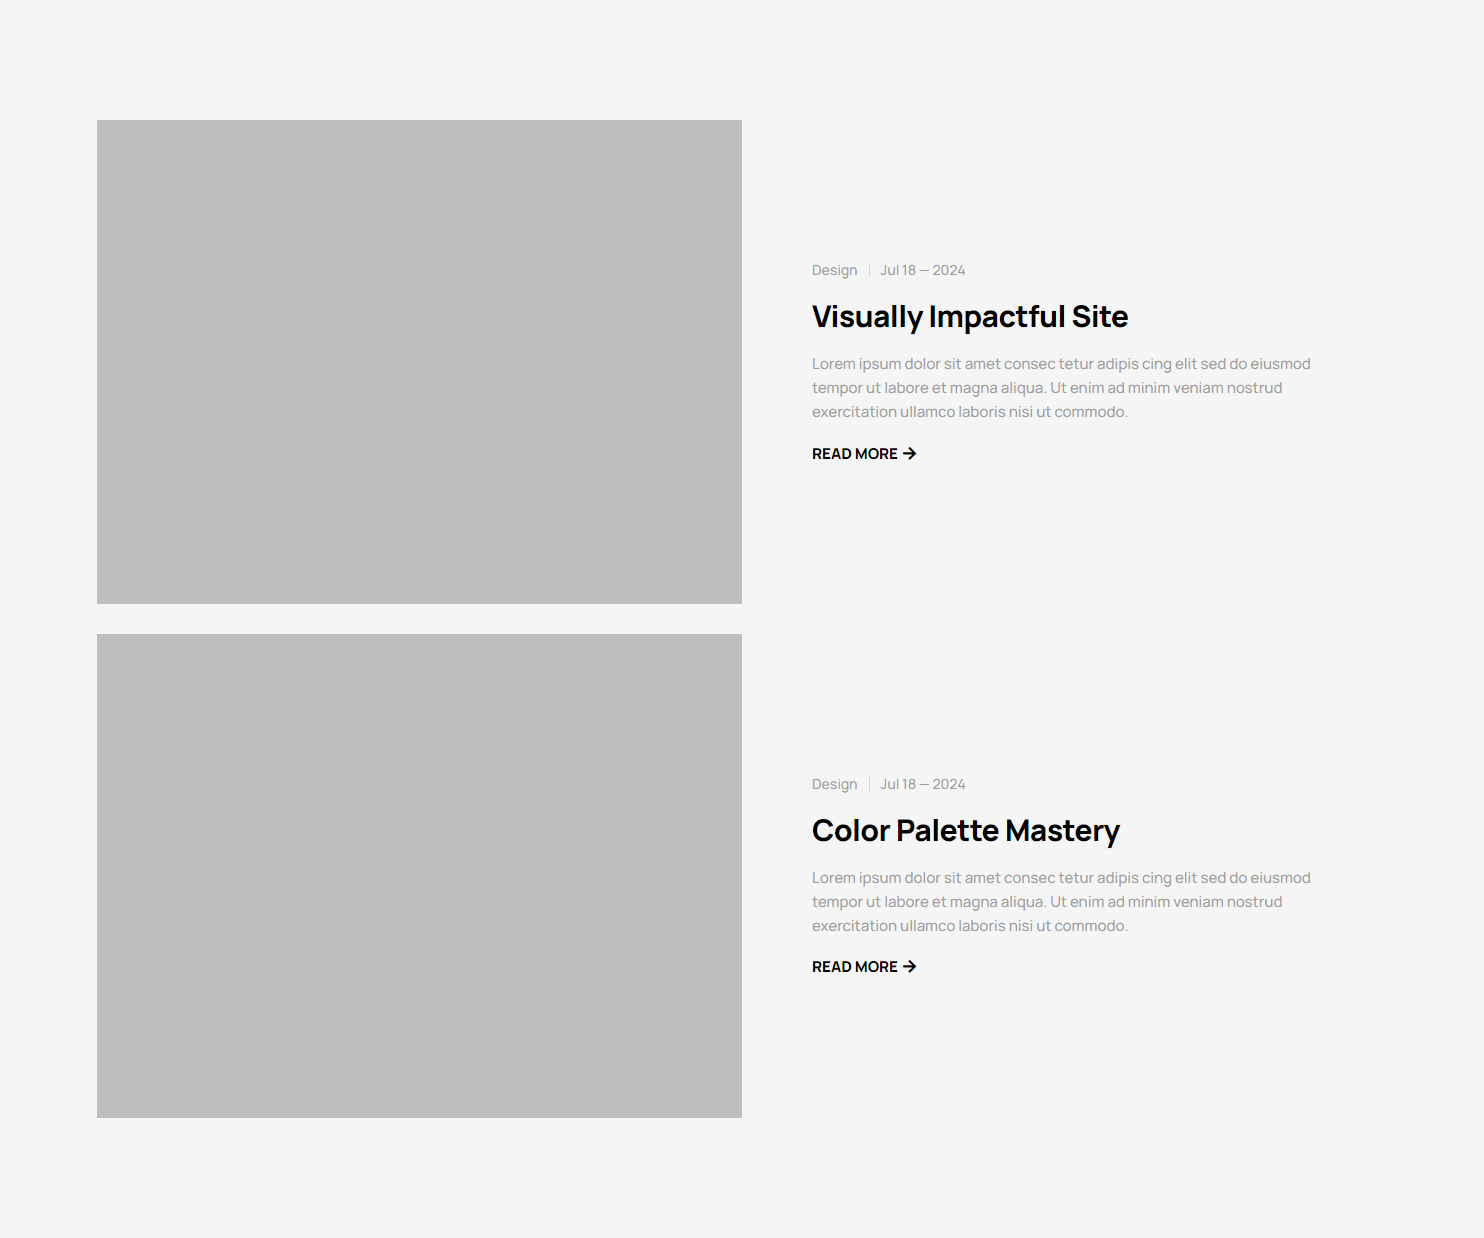 Design | Jul 18 — 2024
Visually Impactful Site
Lorem ipsum dolor sit amet consec tetur adipis cing elit sed do eiusmod
tempor ut labore et magna aliqua. Ut enim ad minim veniam nostrud
exercitation ullamco laboris nisi ut commodo.
READ MORE →
Design | Jul 18 — 2024
Color Palette Mastery
Lorem ipsum dolor sit amet consec tetur adipis cing elit sed do eiusmod
tempor ut labore et magna aliqua. Ut enim ad minim veniam nostrud
exercitation ullamco laboris nisi ut commodo.
READ MORE →